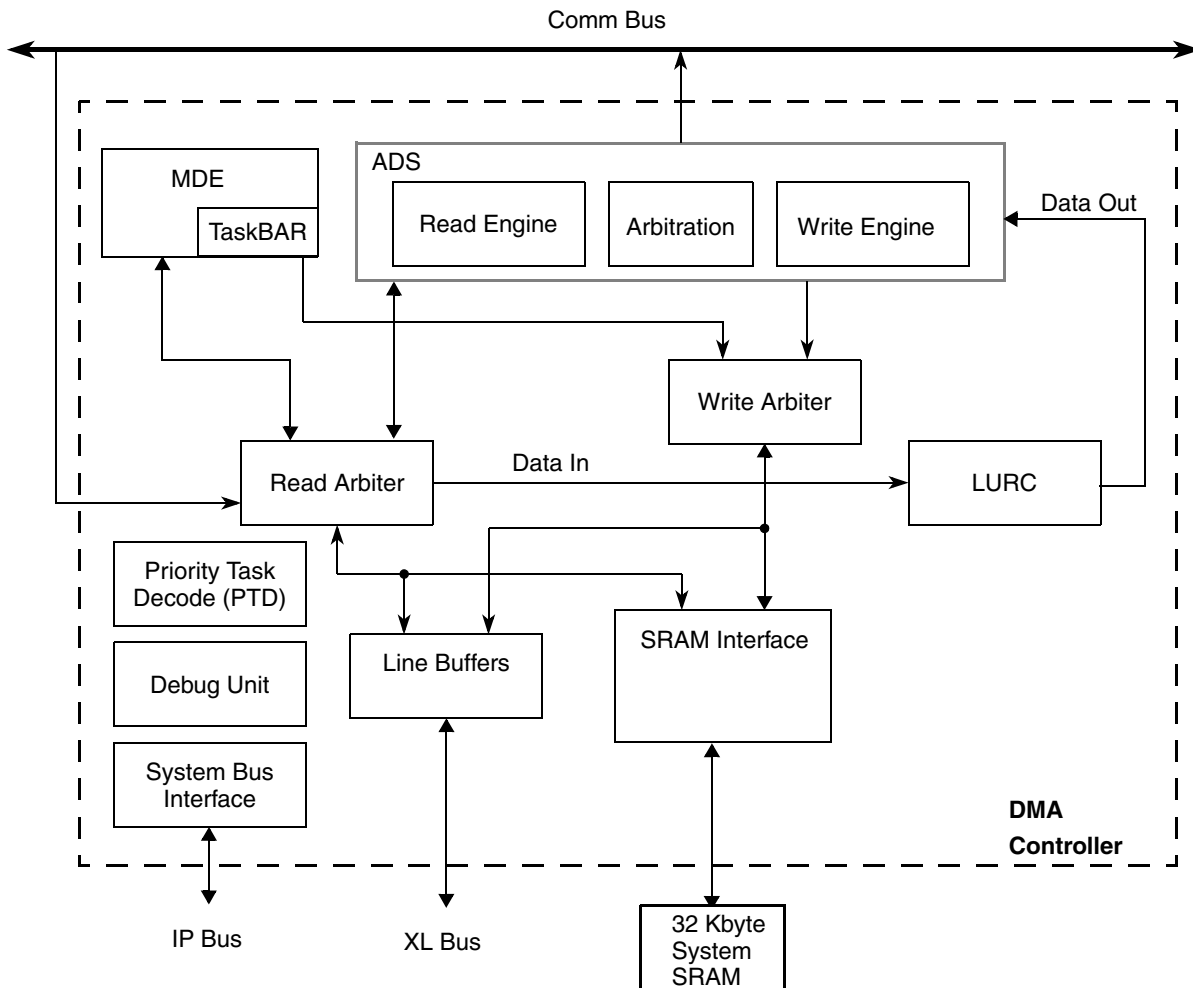 Comm Bus
ADS
MDE
TaskBAR
Read Engine
Arbitration
Write Engine
Data Out
Write Arbiter
Read Arbiter
Data In
LURC
Priority Task
Decode (PTD)
Line Buffers
SRAM Interface
Debug Unit
System Bus
Interface
DMA
Controller
IP Bus
XL Bus
32 Kbyte
System
SRAM